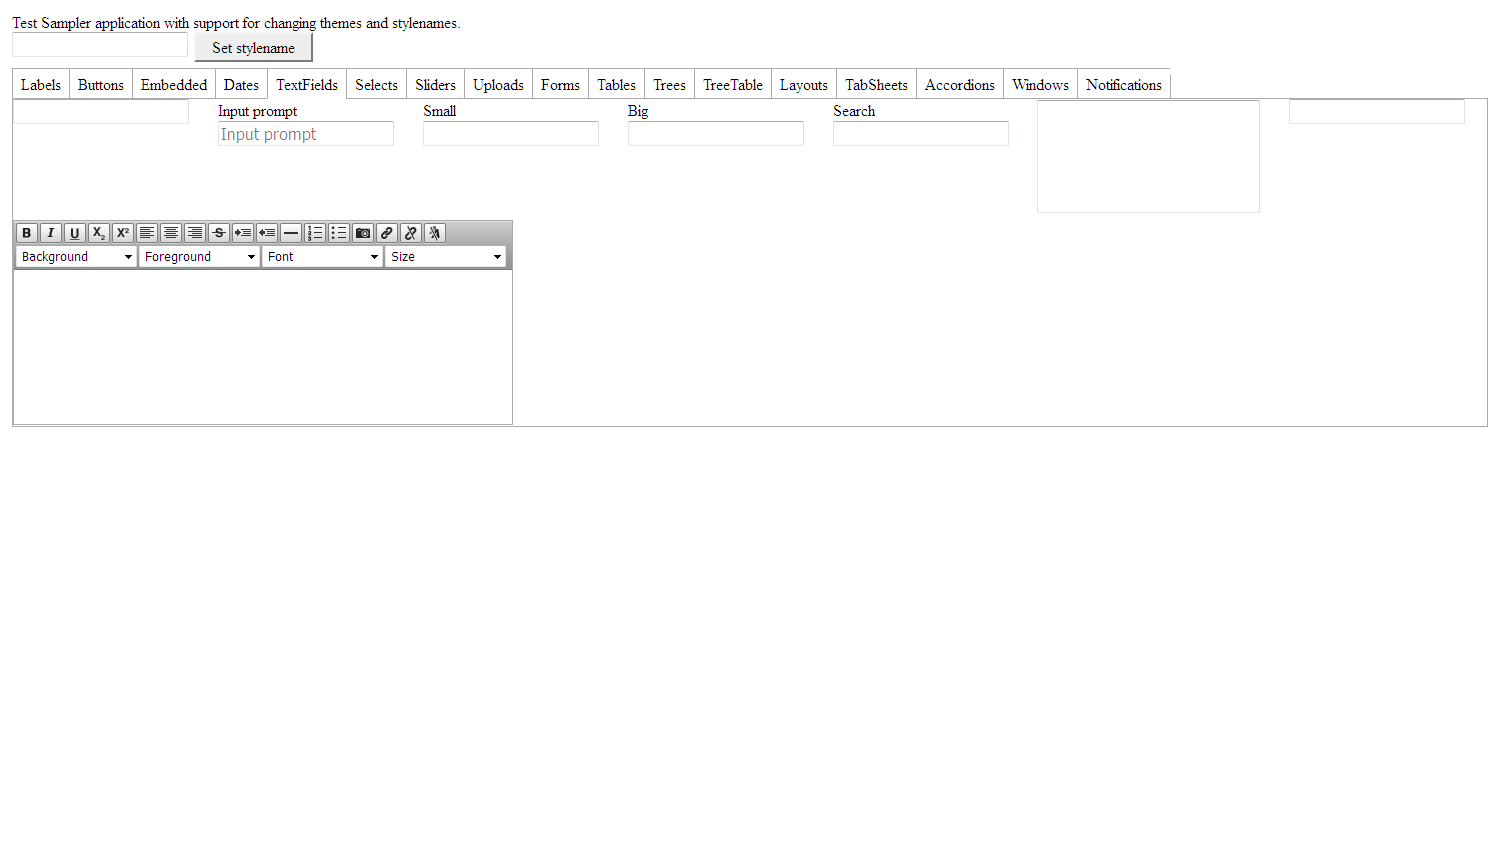 Test Sampler application with support for changing themes and stylenames.
Set stylename
Labels Buttons Embedded Dates TextFields Selects Sliders Uploads Forms Tables Trees TreeTable Layouts TabSheets Accordions Windows Notifications
Input prompt Small Big Search
Input prompt
B I U X₂ X² S
Background Foreground Font Size